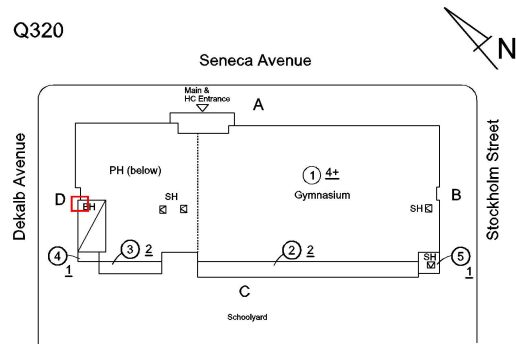 Q320
N
Seneca Avenue
Main &
HC Entrance
A
Dekalb Avenue
Stockholm Street
PH (below)
1 4+
Gymnasium
SH
SH
D
BH
B
4
1
3 2
2 2
SH
5
1
C
Schoolyard